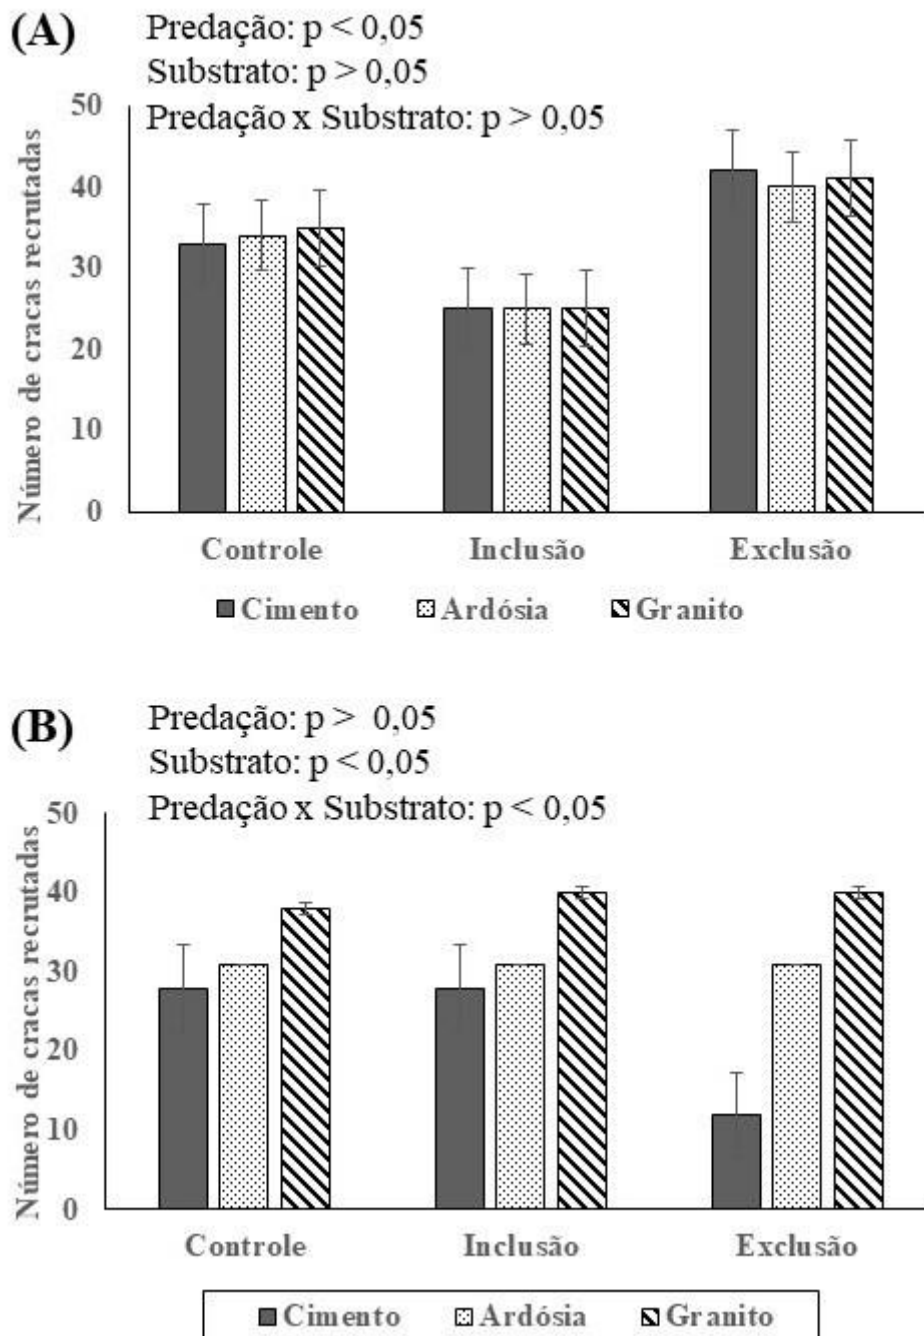 (A)
Predação: p < 0,05
Substrato: p > 0,05
Predação x Substrato: p > 0,05
Número de cracas recrutadas
50
40
30
20
10
0
Controle Inclusão Exclusão
Cimento Ardósia Granito
(B)
Predação: p > 0,05
Substrato: p < 0,05
Predação x Substrato: p < 0,05
Número de cracas recrutadas
50
40
30
20
10
0
Controle Inclusão Exclusão
Cimento Ardósia Granito